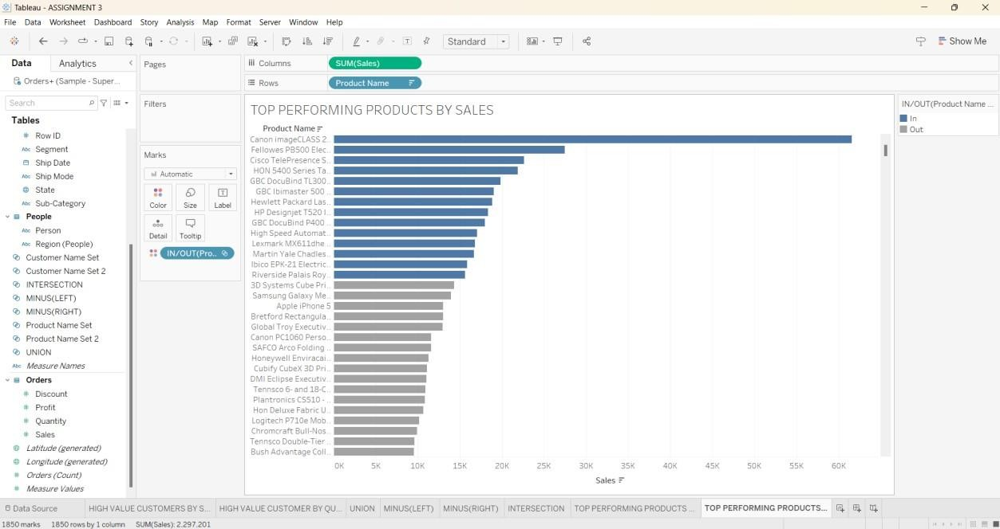 Tableau - ASSIGNMENT 3
File Data Worksheet Dashboard Story Analysis Map Format Server Window Help
Standard
Show Me
Data Analytics
Orders+ (Sample - Super...
Search
Tables
# Row ID
Abc Segment
Ship Date
Abc Ship Mode
State
Abc Sub-Category
People
Abc Person
Abc Region (People)
Customer Name Set
Customer Name Set 2
INTERSECTION
MINUS(LEFT)
MINUS(RIGHT)
Product Name Set
Product Name Set 2
UNION
Abc Measure Names
Orders
# Discount
# Profit
# Quantity
# Sales
Latitude (generated)
Longitude (generated)
# Orders (Count)
# Measure Values
Pages
Filters
Marks
Automatic
Color Size Label
Detail Tooltip
IN/OUT(Pro..
Columns
SUM(Sales)
Rows
Product Name
TOP PERFORMING PRODUCTS BY SALES
Product Name
Canon imageCLASS 2..
Fellowes PB500 Elec..
Cisco TelePresence S..
HON 5400 Series Ta..
GBC DocuBind TL300..
GBC Ibimaster 500 ..
Hewlett Packard Las..
HP Designjet T520 I..
GBC DocuBind P400 ..
High Speed Automat..
Lexmark MX611dhe ..
Martin Yale Chadles..
Ibico EPK-21 Electric..
Riverside Palais Roy..
3D Systems Cube Pri..
Samsung Galaxy Me..
Apple iPhone 5
Bretford Rectangula..
Global Troy Executiv..
Canon PC1060 Perso..
SAFCO Arco Folding ..
Honeywell Enviracai..
Cubify CubeX 3D Pri..
DMI Eclipse Executiv..
Tennsco 6- and 18-C..
Plantronics CS510 - ..
Hon Deluxe Fabric U..
Logitech P710e Mob..
Chromcraft Bull-Nos..
Tennsco Double-Tier ..
Bush Advantage Coll..
0K 5K 10K 15K 20K 25K 30K 35K 40K 45K 50K 55K 60K
Sales
IN/OUT(Product Name ...
In
Out
Data Source HIGH VALUE CUSTOMERS BY S... HIGH VALUE CUSTOMER BY QU... UNION MINUS(LEFT) MINUS(RIGHT) INTERSECTION TOP PERFORMING PRODUCTS ... TOP PERFORMING PRODUCTS...
1850 marks 1850 rows by 1 column SUM(Sales): 2,297,201